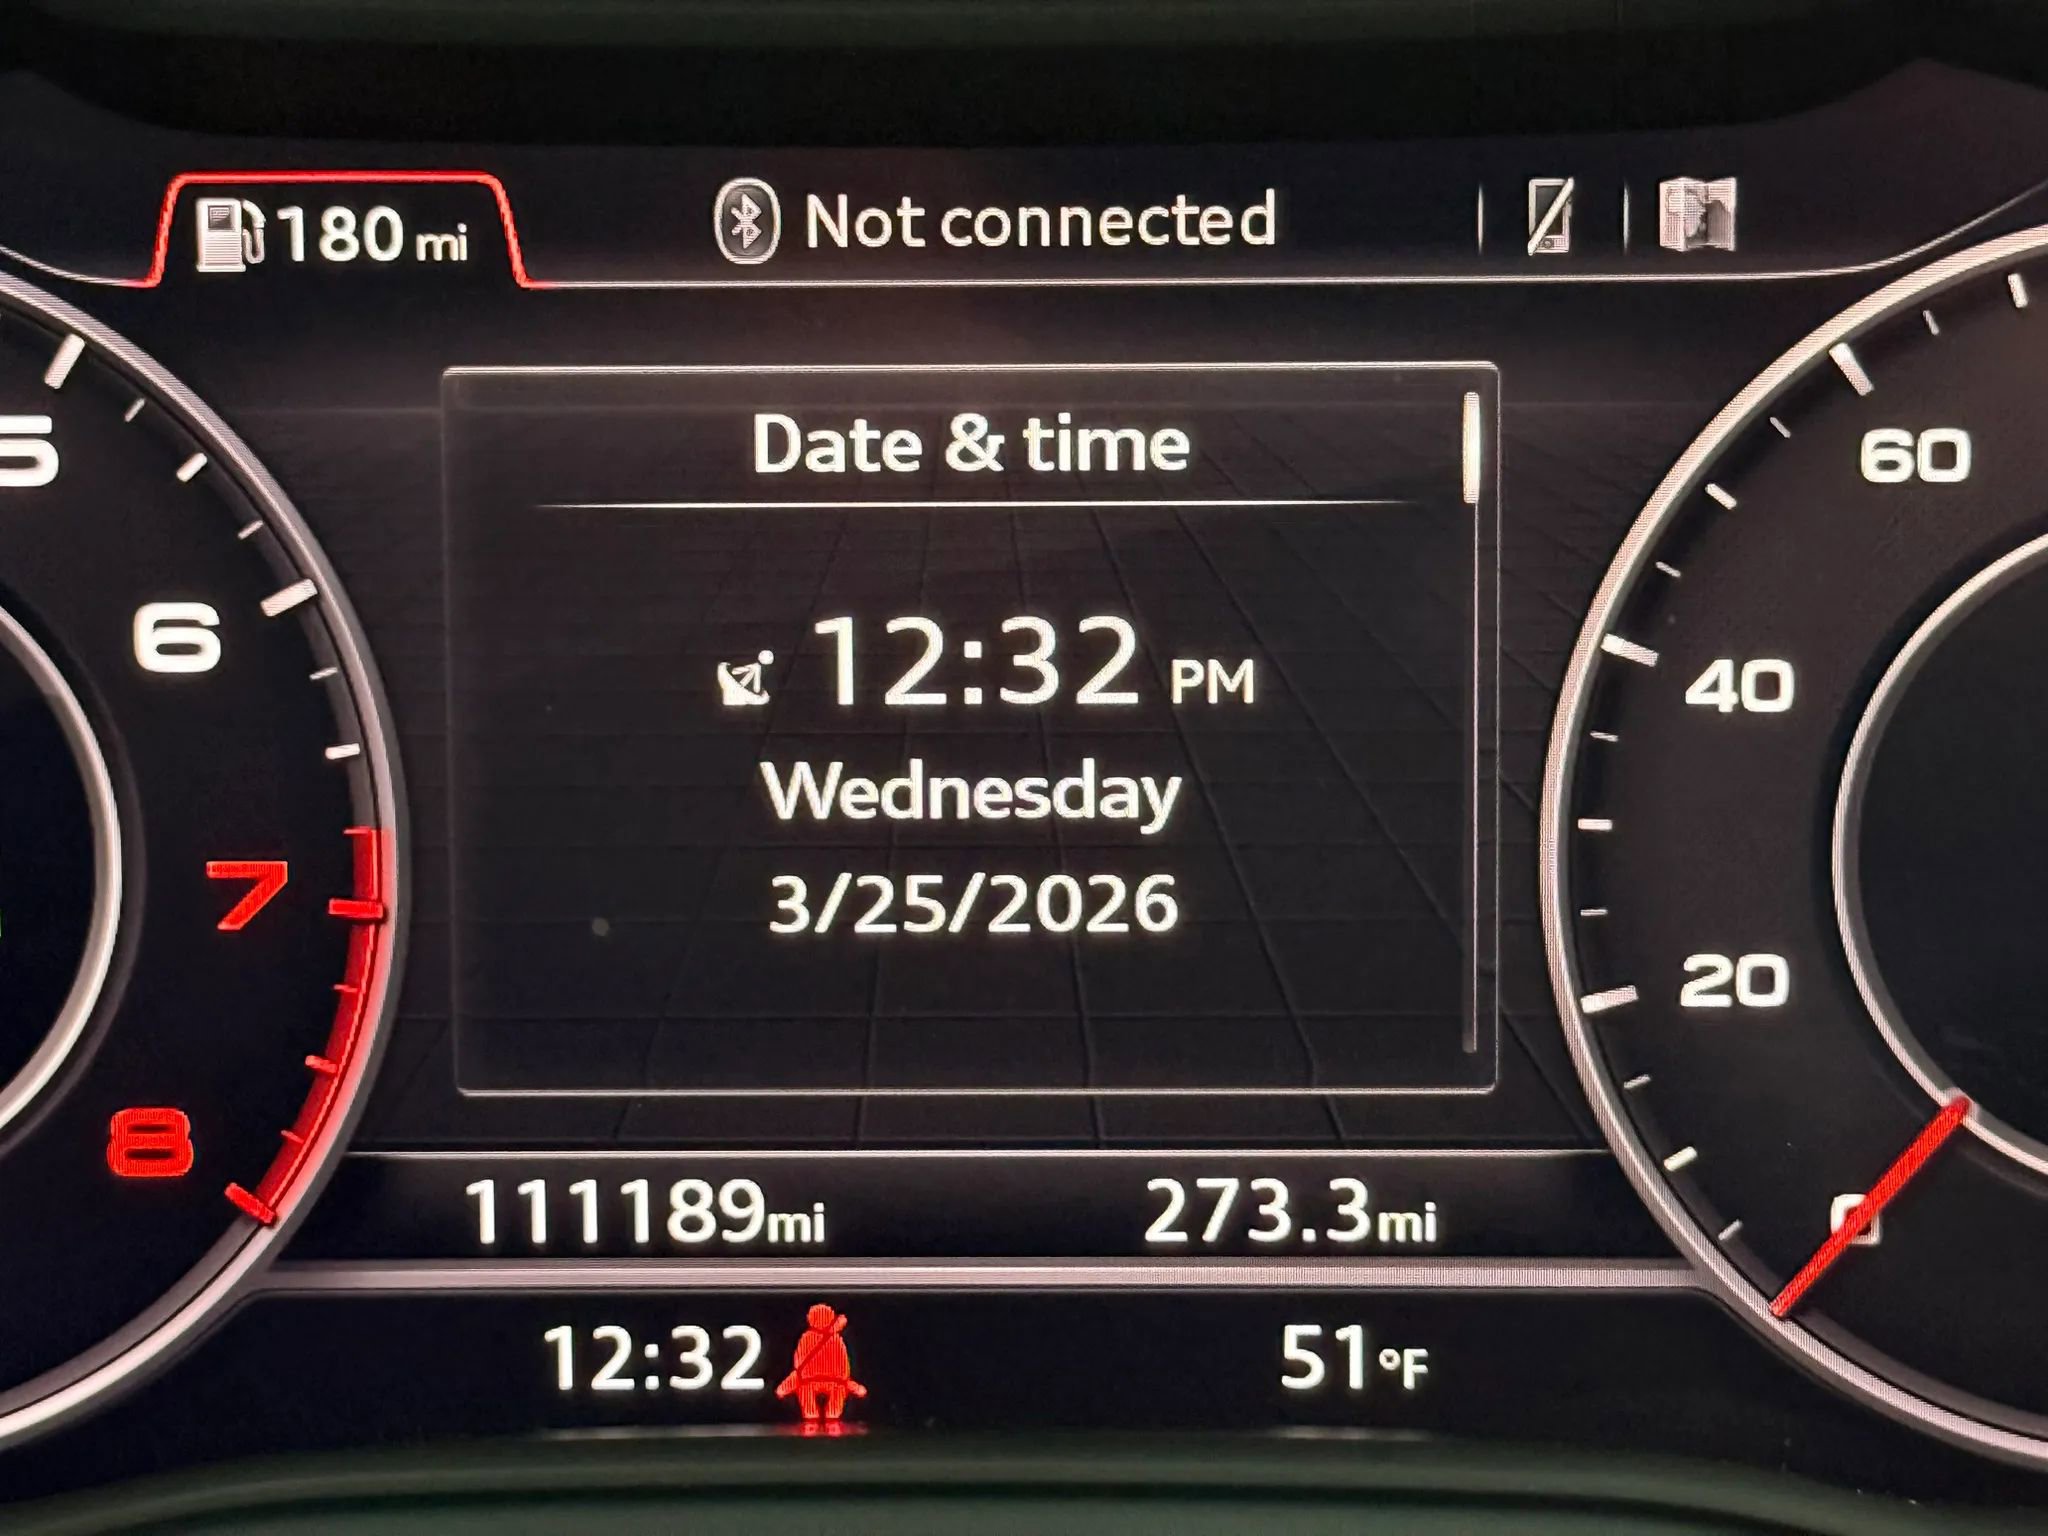 180 mi
Not connected
Date & time
12:32 PM
Wednesday
3/25/2026
5
6
7
8
60
40
20
0
111189mi
273.3mi
12:32
51°F